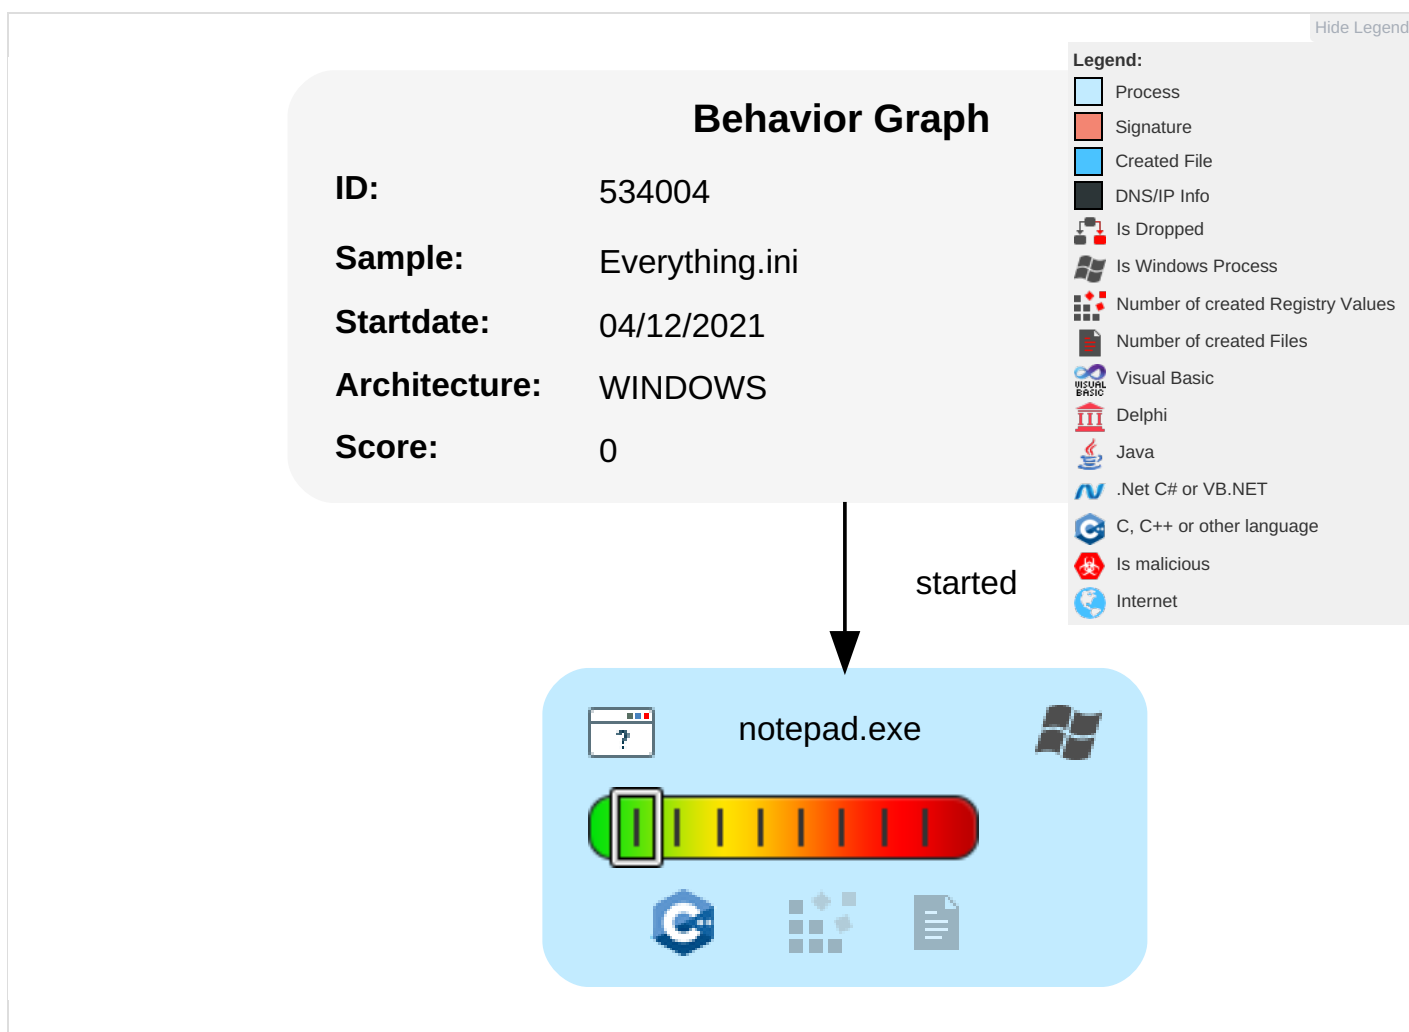 Hide Legend
Legend:
Process
Signature
Created File
DNS/IP Info
Is Dropped
Is Windows Process
Number of created Registry Values
Number of created Files
VISUAL
BASIC
Visual Basic
Delphi
Java
.Net C# or VB.NET
C, C++ or other language
Is malicious
Internet
Behavior Graph
ID: 534004
Sample: Everything.ini
Startdate: 04/12/2021
Architecture: WINDOWS
Score: 0
started
?
notepad.exe